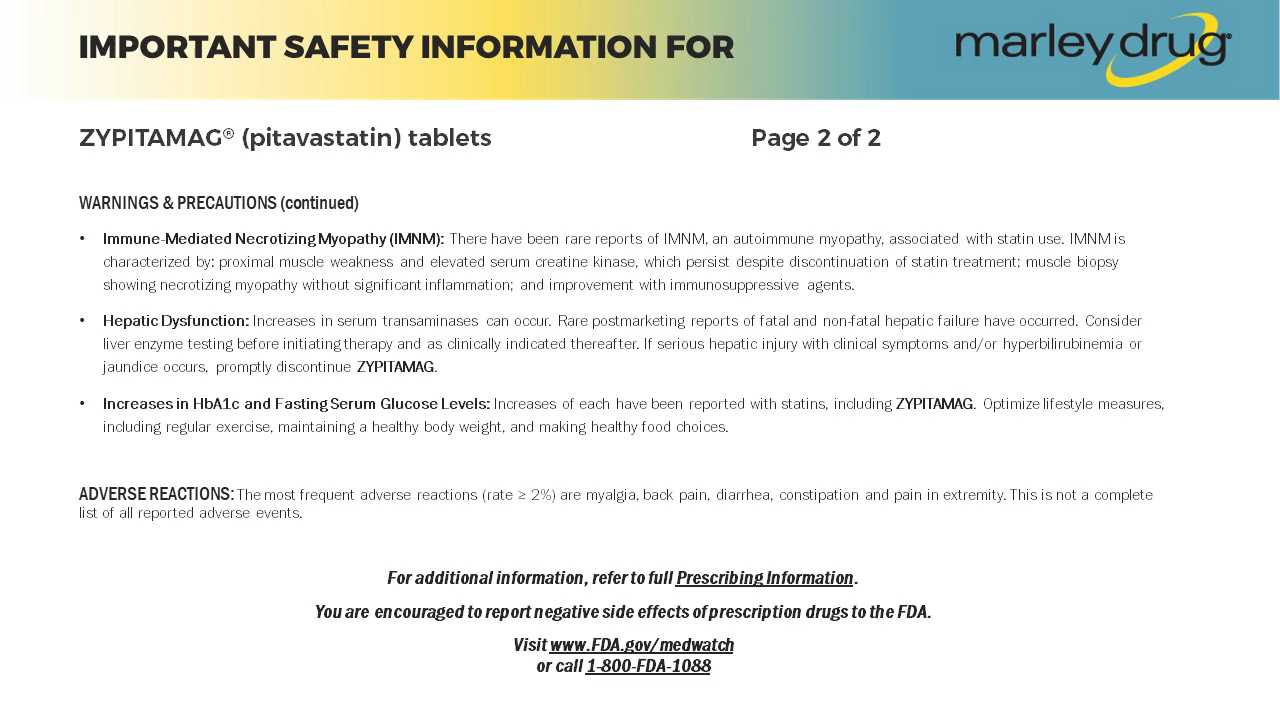 IMPORTANT SAFETY INFORMATION FOR
marley drug®
ZYPITAMAG® (pitavastatin) tablets
Page 2 of 2
WARNINGS & PRECAUTIONS (continued)
• Immune-Mediated Necrotizing Myopathy (IMNM): There have been rare reports of IMNM, an autoimmune myopathy, associated with statin use. IMNM is
characterized by: proximal muscle weakness and elevated serum creatine kinase, which persist despite discontinuation of statin treatment; muscle biopsy
showing necrotizing myopathy without significant inflammation; and improvement with immunosuppressive agents.
• Hepatic Dysfunction: Increases in serum transaminases can occur. Rare postmarketing reports of fatal and non-fatal hepatic failure have occurred. Consider
liver enzyme testing before initiating therapy and as clinically indicated thereafter. If serious hepatic injury with clinical symptoms and/or hyperbilirubinemia or
jaundice occurs, promptly discontinue ZYPITAMAG.
• Increases in HbA1c and Fasting Serum Glucose Levels: Increases of each have been reported with statins, including ZYPITAMAG. Optimize lifestyle measures,
including regular exercise, maintaining a healthy body weight, and making healthy food choices.
ADVERSE REACTIONS: The most frequent adverse reactions (rate ≥ 2%) are myalgia, back pain, diarrhea, constipation and pain in extremity. This is not a complete
list of all reported adverse events.
For additional information, refer to full Prescribing Information.
You are encouraged to report negative side effects of prescription drugs to the FDA.
Visit www.FDA.gov/medwatch
or call 1-800-FDA-1088